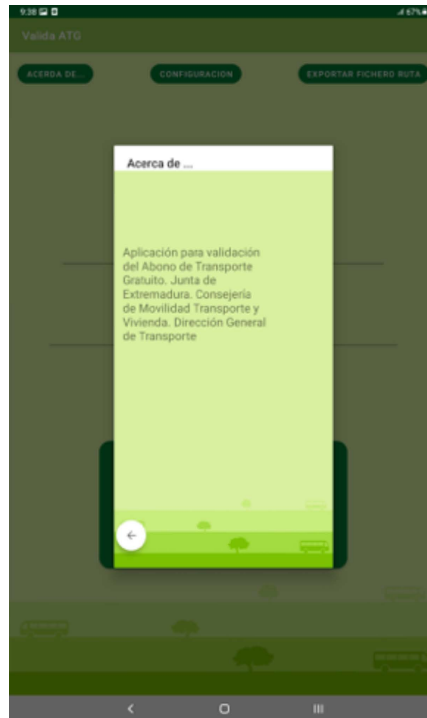 9:38
67%
Valida ATG
ACERDA DE...
CONFIGURACION
EXPORTAR FICHERO RUTA
Acerca de ...
Aplicación para validación
del Abono de Transporte
Gratuito. Junta de
Extremadura. Consejería
de Movilidad Transporte y
Vivienda. Dirección General
de Transporte